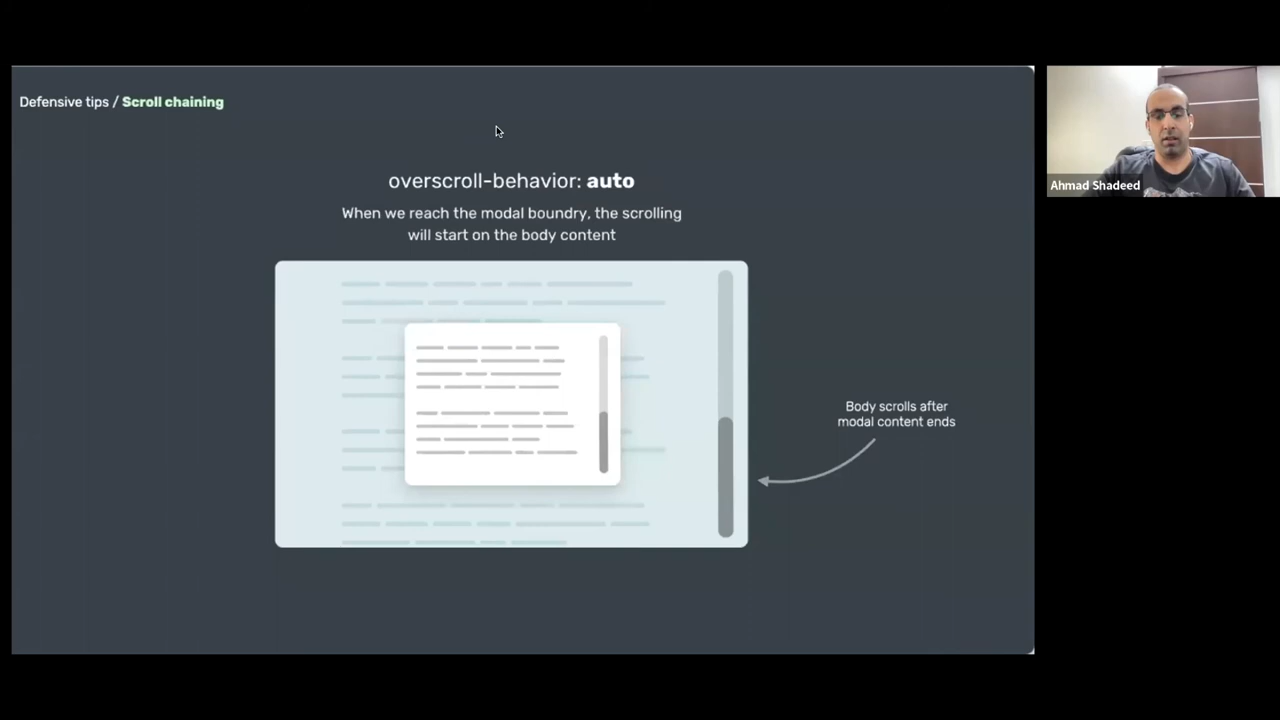 Defensive tips / Scroll chaining
overscroll-behavior: auto
When we reach the modal boundry, the scrolling
will start on the body content
Body scrolls after
modal content ends
Ahmad Shadeed